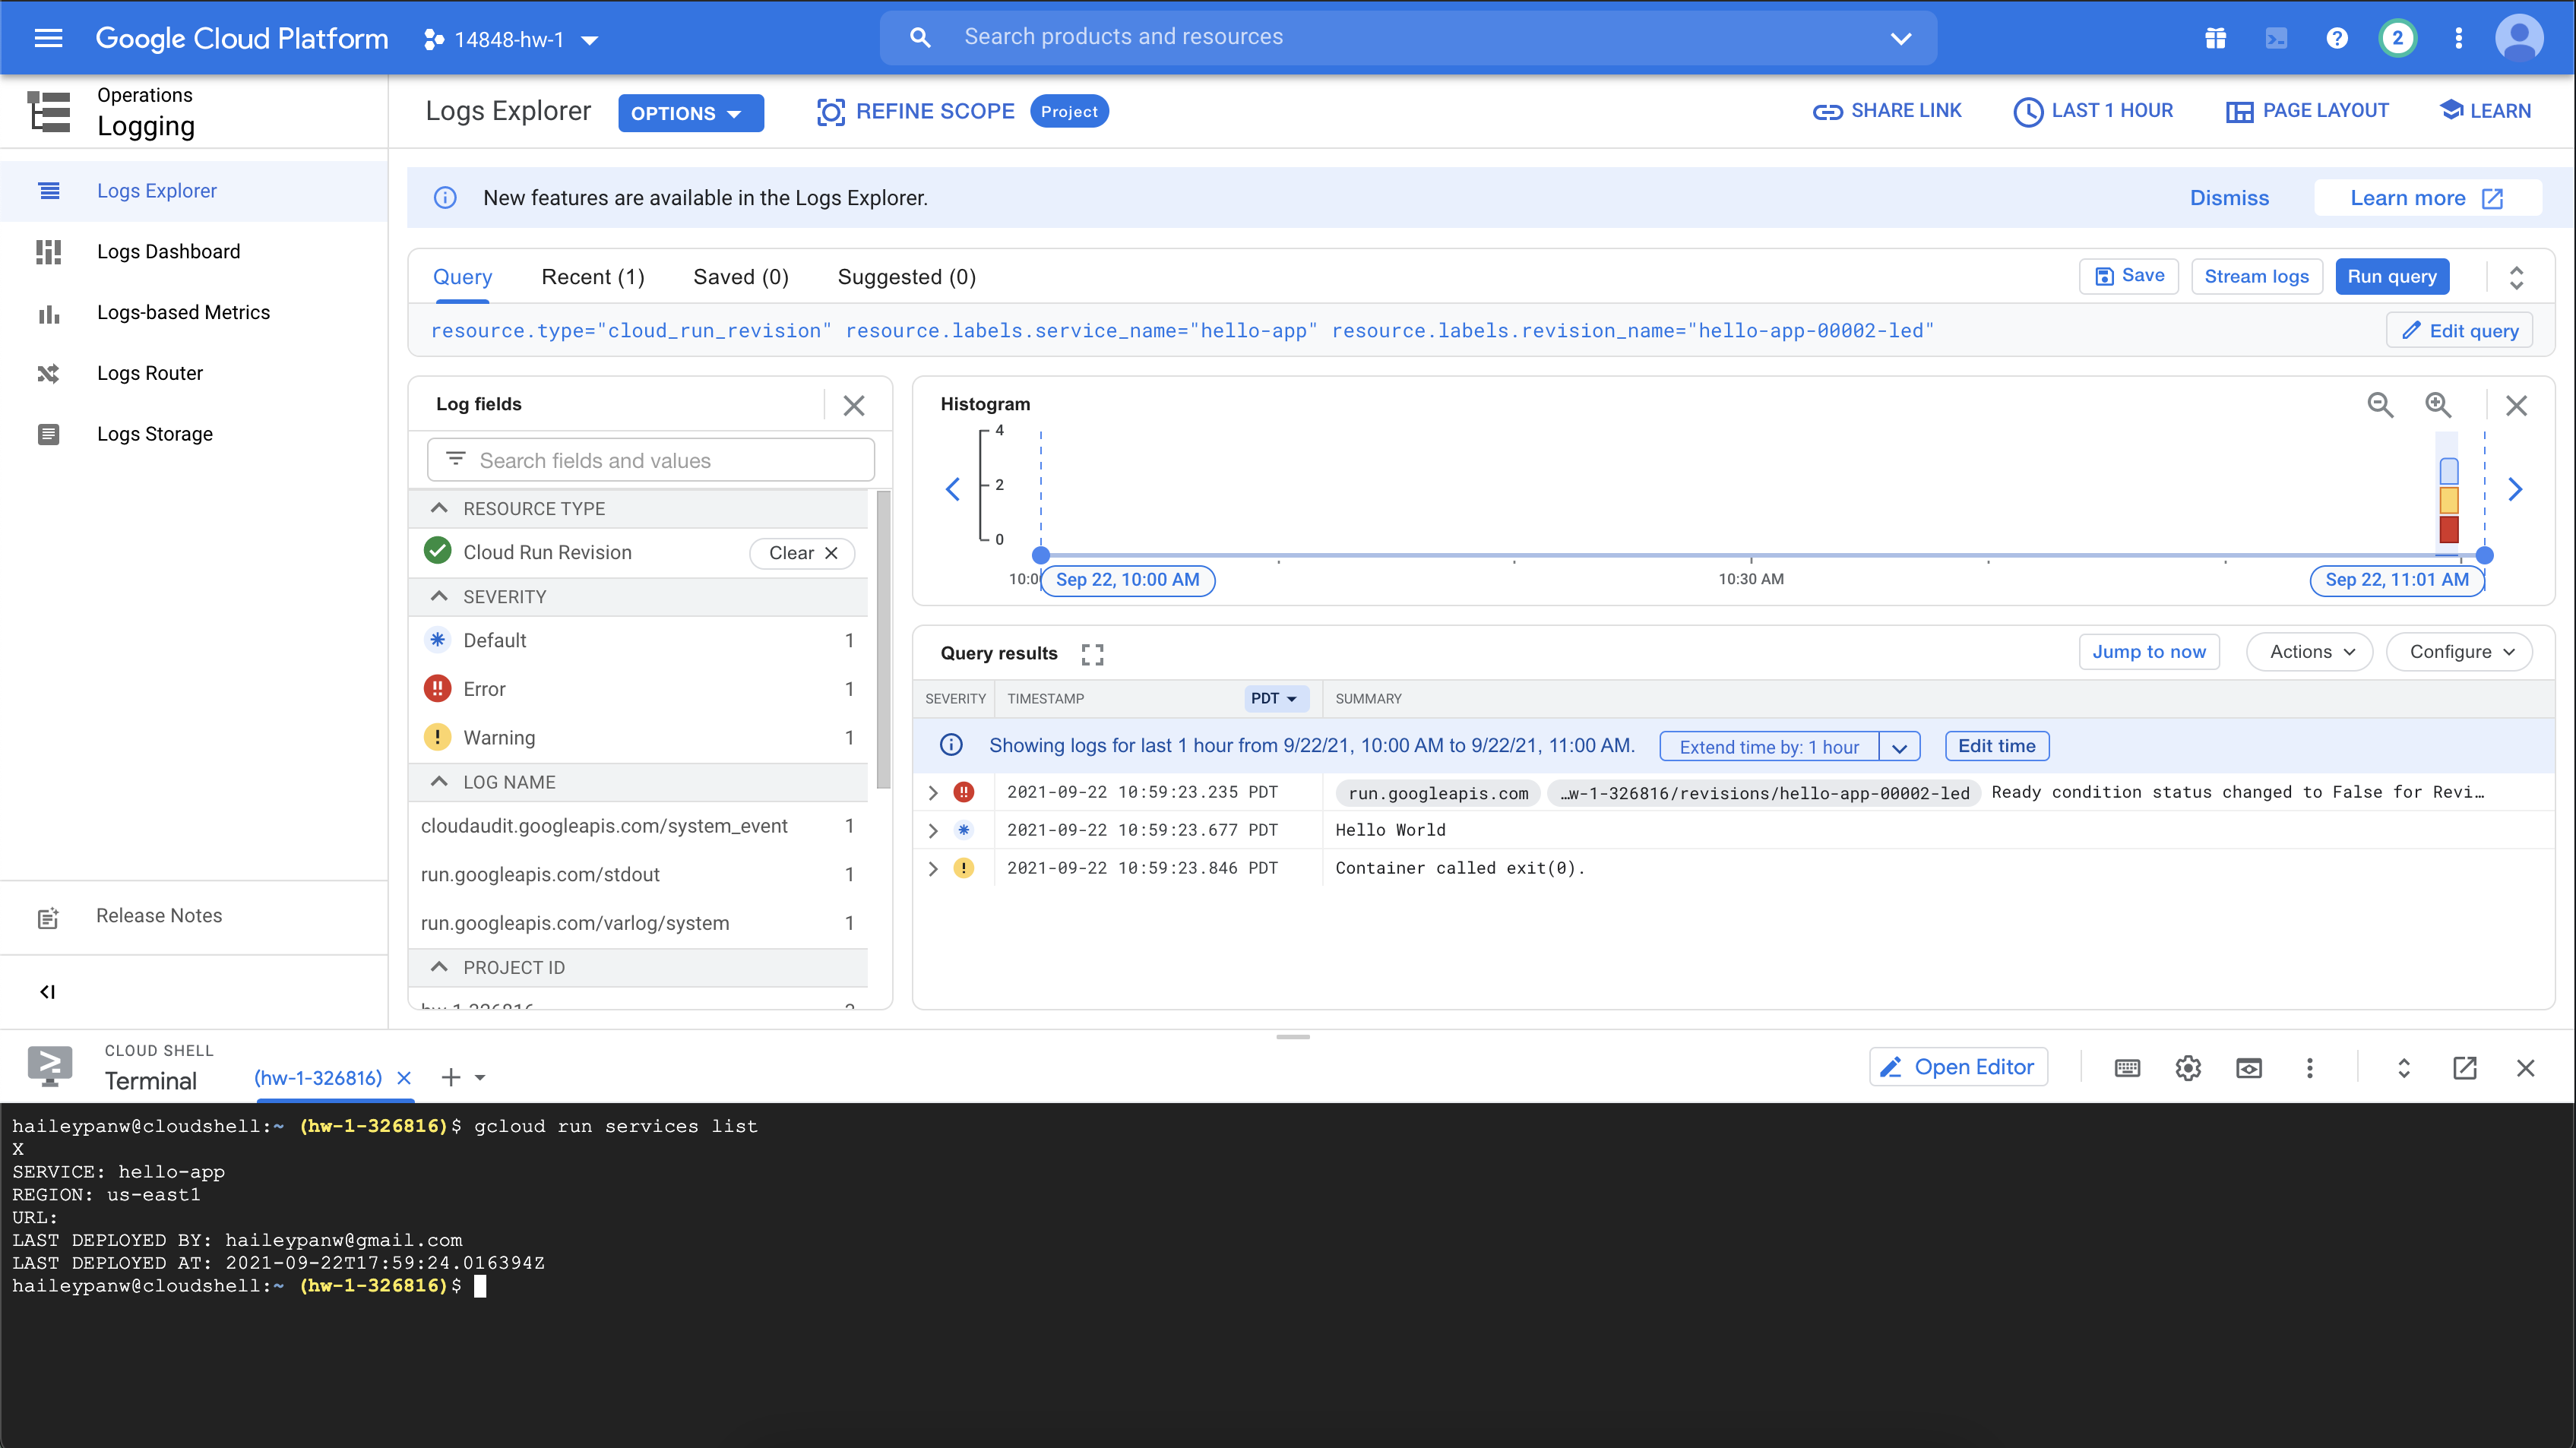 Google Cloud Platform
14848-hw-1
Search products and resources
2
Operations
Logging
Logs Explorer
OPTIONS
REFINE SCOPE
Project
SHARE LINK
LAST 1 HOUR
PAGE LAYOUT
LEARN
Logs Explorer
Logs Dashboard
Logs-based Metrics
Logs Router
Logs Storage
Release Notes
New features are available in the Logs Explorer.
Dismiss
Learn more
Query
Recent (1)
Saved (0)
Suggested (0)
Save
Stream logs
Run query
resource.type="cloud_run_revision" resource.labels.service_name="hello-app" resource.labels.revision_name="hello-app-00002-led"
Edit query
Log fields
Search fields and values
RESOURCE TYPE
Cloud Run Revision
Clear
SEVERITY
Default 1
Error 1
Warning 1
LOG NAME
cloudaudit.googleapis.com/system_event 1
run.googleapis.com/stdout 1
run.googleapis.com/varlog/system 1
PROJECT ID
hw-1-326816
Histogram
4
2
0
10:00
Sep 22, 10:00 AM
10:30 AM
Sep 22, 11:01 AM
Query results
Jump to now
Actions
Configure
SEVERITY TIMESTAMP PDT SUMMARY
Showing logs for last 1 hour from 9/22/21, 10:00 AM to 9/22/21, 11:00 AM.
Extend time by: 1 hour
Edit time
2021-09-22 10:59:23.235 PDT run.googleapis.com …w-1-326816/revisions/hello-app-00002-led Ready condition status changed to False for Revi…
2021-09-22 10:59:23.677 PDT Hello World
2021-09-22 10:59:23.846 PDT Container called exit(0).
CLOUD SHELL
Terminal
(hw-1-326816)
Open Editor
haileypanw@cloudshell:~ (hw-1-326816)$ gcloud run services list
X
SERVICE: hello-app
REGION: us-east1
URL:
LAST DEPLOYED BY: haileypanw@gmail.com
LAST DEPLOYED AT: 2021-09-22T17:59:24.016394Z
haileypanw@cloudshell:~ (hw-1-326816)$